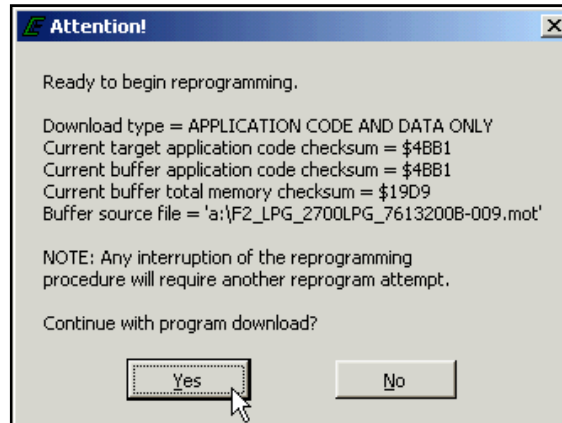 Attention!
Ready to begin reprogramming.
Download type = APPLICATION CODE AND DATA ONLY
Current target application code checksum = $4BB1
Current buffer application code checksum = $4BB1
Current buffer total memory checksum = $19D9
Buffer source file = 'a:\F2_LPG_2700LPG_7613200B-009.mot'
NOTE: Any interruption of the reprogramming
procedure will require another reprogram attempt.
Continue with program download?
Yes No